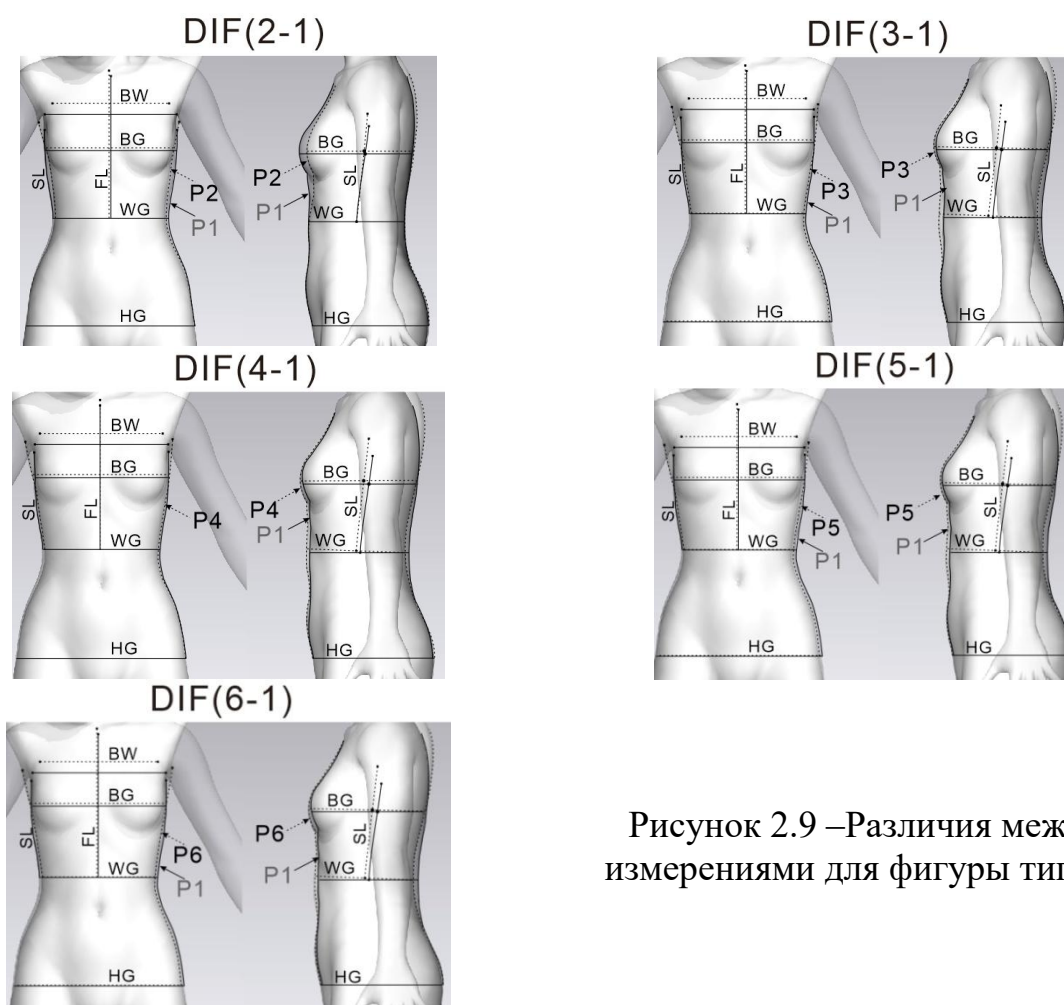 DIF(2-1)
BW
BG
SL
FL
P2
WG
P1
HG
BG
P2
SL
P1
WG
HG
DIF(3-1)
BW
BG
SL
FL
P3
WG
P1
HG
BG
P3
SL
P1
WG
HG
DIF(4-1)
BW
BG
SL
FL
P4
WG
HG
BG
P4
SL
P1
WG
HG
DIF(5-1)
BW
BG
SL
FL
P5
WG
P1
HG
BG
P5
SL
P1
WG
HG
DIF(6-1)
BW
BG
SL
FL
P6
WG
P1
HG
BG
P6
SL
P1
WG
HG
Рисунок 2.9 –Различия меж
измерениями для фигуры тип